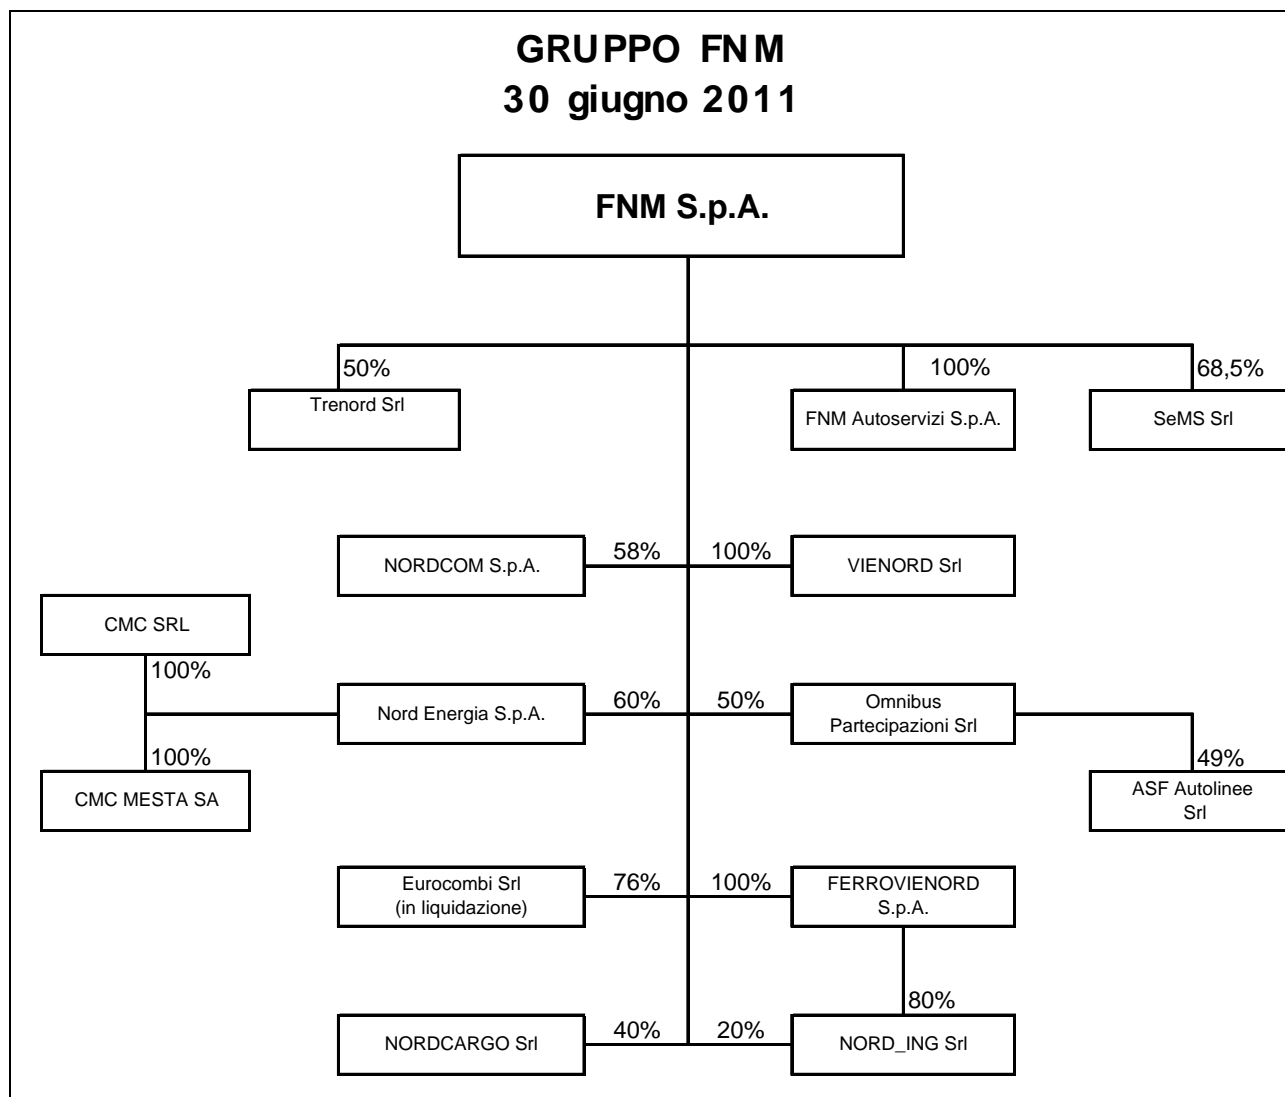 GRUPPO FNM
30 giugno 2011
FNM S.p.A.
50%
100%
68,5%
Trenord Srl
FNM Autoservizi S.p.A.
SeMS Srl
NORDCOM S.p.A.
58%
100%
VIENORD Srl
CMC SRL
100%
Nord Energia S.p.A.
60%
50%
Omnibus
Partecipazioni Srl
100%
CMC MESTA SA
49%
ASF Autolinee
Srl
Eurocombi Srl
(in liquidazione)
76%
100%
FERROVIENORD
S.p.A.
80%
NORDCARGO Srl
40%
20%
NORD_ING Srl